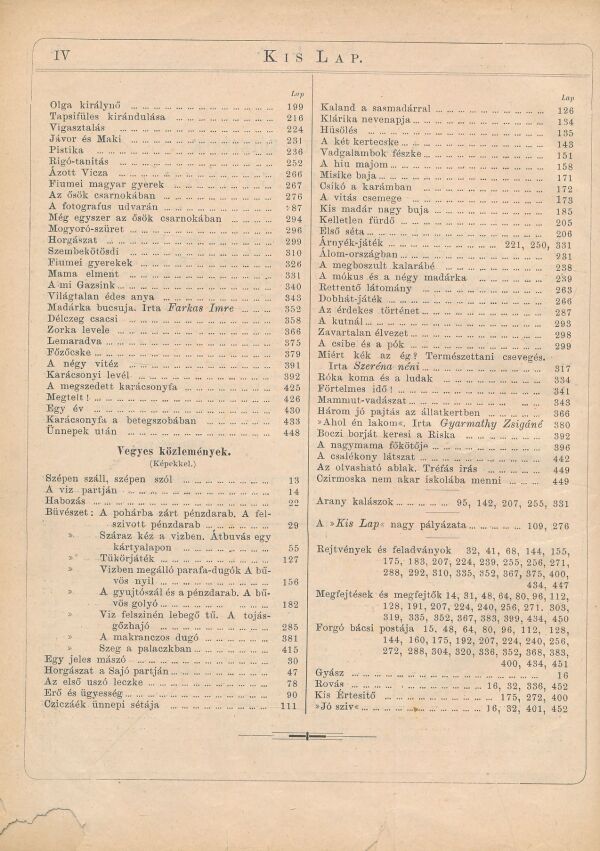 IV
KIS LAP.
Lap
Olga királynő 199
Tapsifüles kirándulása 216
Vigasztalás 224
Jávor és Maki 231
Pistika 236
Rigó-tanitás 252
Ázott Vicza 266
Fiumei magyar gyerek 267
Az ősök csarnokában 276
A fotografus udvarán 87
Még egyszer az ősök csarnokában 294
Mogyoró-szüret 296
Horgászat 299
Szembekötősdi 310
Fiumei gyerekek 326
Mama elment 331
A mi Gazsink 340
Világtalan édes anya 343
Madárka bucsuja. Irta Farkas Imre 352
Délczeg csacsi 358
Zorka levele 366
Lemaradva 375
Főzőcske 379
A négy vitéz 391
Karácsonyi levél 392
A megszedett karácsonyfa 425
Megtelt! 426
Egy év 430
Karácsonyfa a betegszobában 433
Ünnepek után 448
Vegyes közlemények.
(Képekkel.)
Szépen száll, szépen szól 13
A viz partján 14
Habozás 22
Büvészet: A pohárba zárt pénzdarab. A fel-
szivott pénzdarab 29
» Száraz kéz a vizben. Átbuvás egy
kártyalapon 55
» Tükörjáték 127
» Vizben megálló parafa-dugók A bű-
vös nyil 156
» A gyujtószál és a pénzdarab. A bű-
vös golyó 182
» Viz felszinén lebegő tű. A tojás-
gőzhajó 285
» A makranczos dugó 381
» Szeg a palaczkban 415
Egy jeles mászó 30
Horgászat a Sajó partján 47
Az első uszó leczke 78
Erő és ügyesség 90
Cziczáék ünnepi sétája 111
Lap
Kaland a sasmadárral 126
Klárika nevenapja 134
Hüsölés 135
A két kertecske 143
Vadgalambok fészke 151
A hiu majom 158
Misike baja 171
Csikó a karámban 172
A vitás csemege 173
Kis madár nagy buja 185
Kelletlen fürdő 205
Első séta 206
Árnyék-játék 221, 250, 331
Álom-országban 231
A megboszult kalarábé 238
A mókus és a négy madárka 239
Rettentő látomány 263
Dobhát-játék 266
Az érdekes történet 287
A kutnál 293
Zavartalan élvezet 298
A csibe és a pók 299
Miért kék az ég? Természettani csevegés.
Irta Szeréna néni 317
Róka koma és a ludak 334
Förtelmes idő! 341
Mammut-vadászat 343
Három jó pajtás az állatkertben 366
»Ahol én lakom«. Irta Gyarmathy Zsigáné 380
Boczi borját keresi a Riska 392
A nagymama főkötője 396
A csalékony látszat 442
Az olvasható ablak. Tréfás irás 449
Czirmoska nem akar iskolába menni 449
Arany kalászok 95, 142, 207, 255, 331
A »Kis Lap« nagy pályázata 109, 276
Rejtvények és feladványok 32, 41, 68, 144, 155,
175, 183, 207, 224, 239, 255, 256, 271,
288, 292, 310, 335, 352, 367, 375, 400,
434, 447
Megfejtések és megfejtők 14, 31, 48, 64, 80, 96, 112,
128, 191, 207, 224, 240, 256, 271. 303,
319, 335, 352, 367, 383, 399, 434, 450
Forgó bácsi postája 15, 48, 64, 80, 96, 112, 128,
144, 160, 175, 192, 207, 224, 240, 256,
272, 288, 304, 320, 336, 352, 368, 383,
400, 434, 451
Gyász 16
Rovás 16, 32, 336, 452
Kis Értesitő 175, 272, 400
»Jó sziv« 16, 32, 401, 452